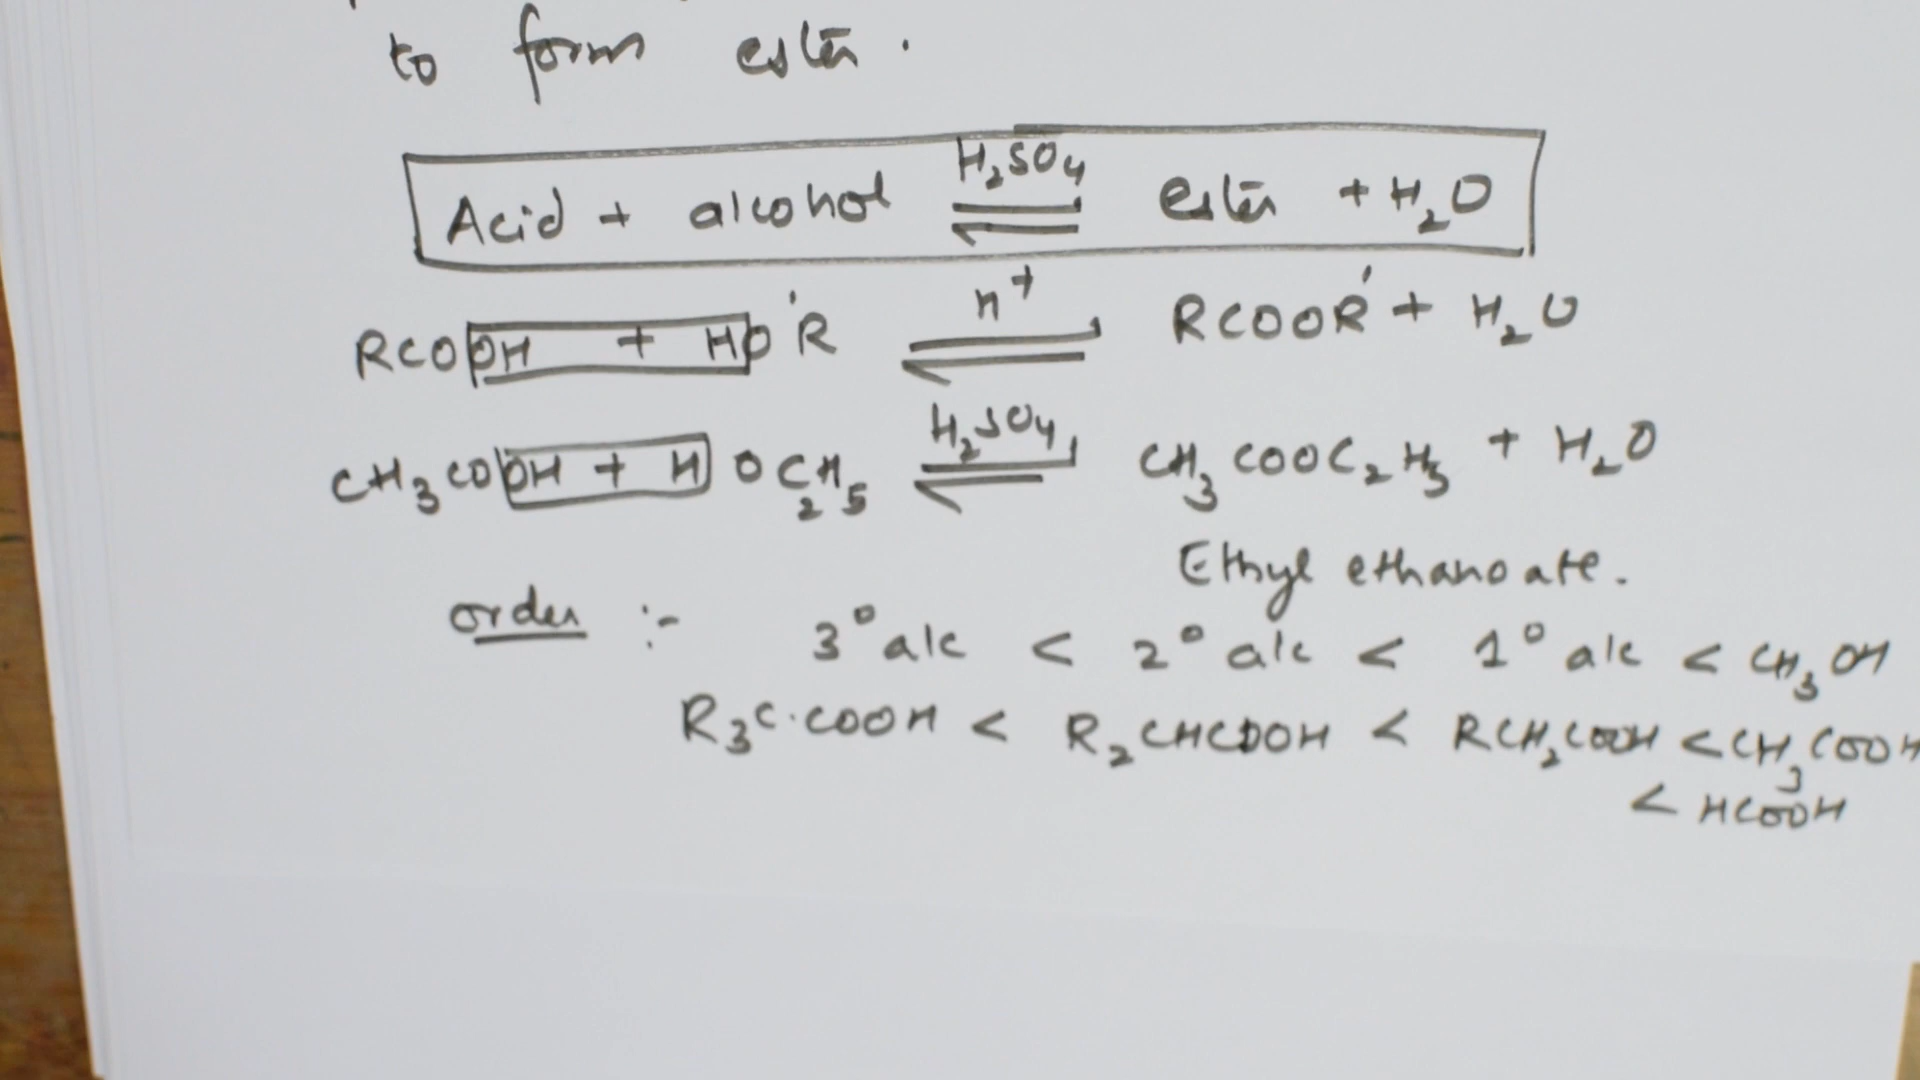 to form ester.
Acid + alcohol ⇌ H₂SO₄ ester + H₂O
RCOOH + HOR' ⇌ H⁺ RCOOR' + H₂O
CH₃COOH + HOC₂H₅ ⇌ H₂SO₄ CH₃COOC₂H₅ + H₂O
Ethyl ethanoate.
order :- 3° alc < 2° alc < 1° alc < CH₃OH
R₃C.COOH < R₂CHCOOH < RCH₂COOH < CH₃COOH
< HCOOH